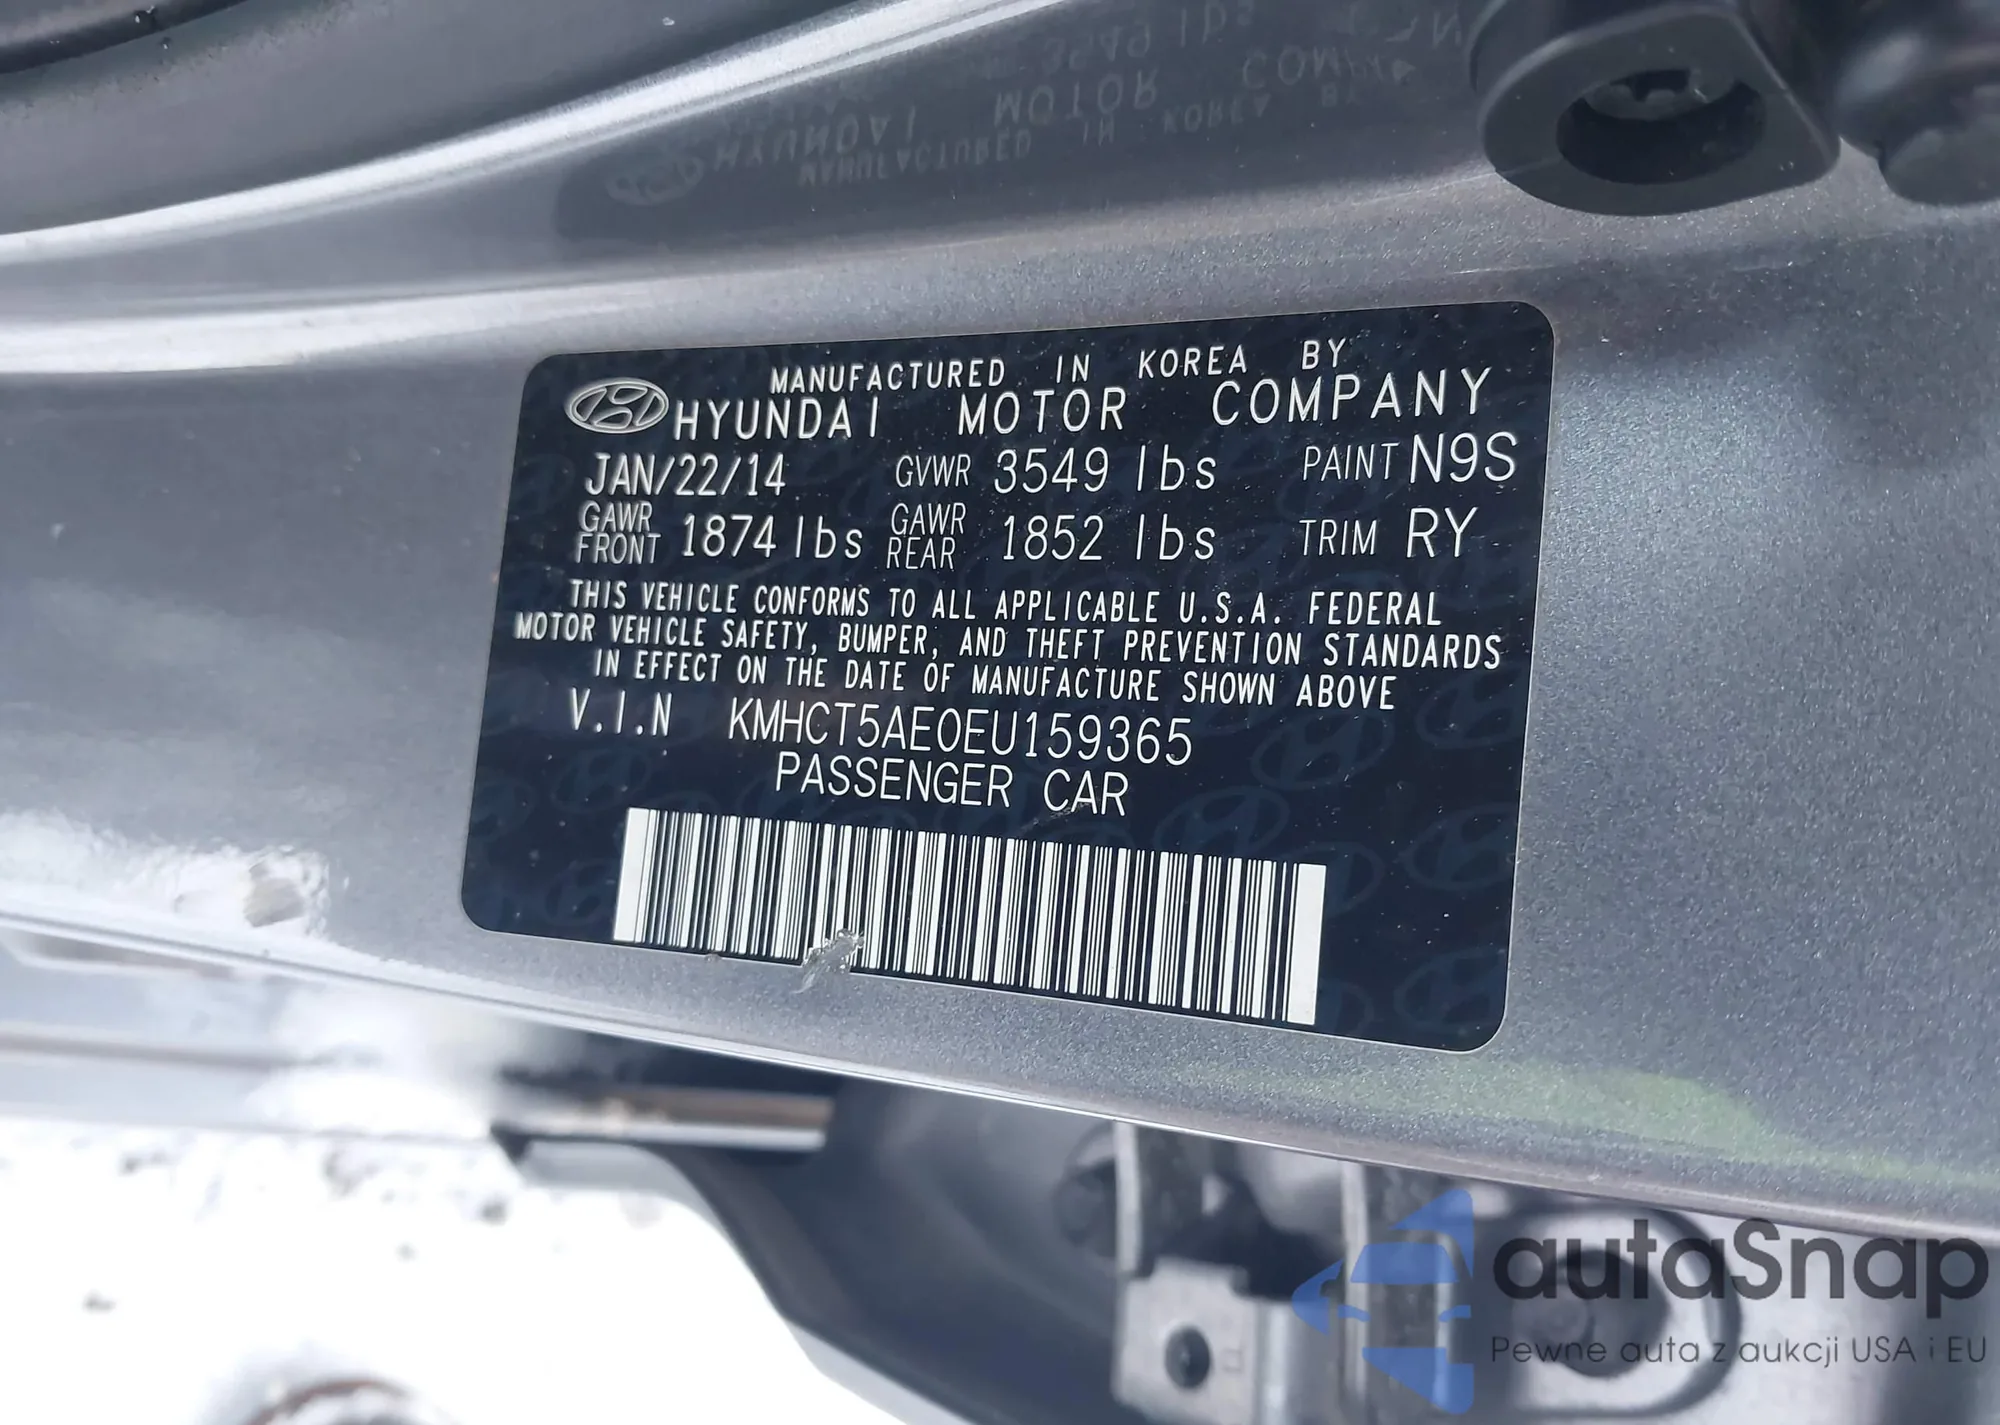 MANUFACTURED IN KOREA BY
HYUNDAI MOTOR COMPANY
JAN/22/14 GVWR 3549 lbs PAINT N9S
GAWR FRONT 1874 lbs GAWR REAR 1852 lbs TRIM RY
THIS VEHICLE CONFORMS TO ALL APPLICABLE U.S.A. FEDERAL
MOTOR VEHICLE SAFETY, BUMPER, AND THEFT PREVENTION STANDARDS
IN EFFECT ON THE DATE OF MANUFACTURE SHOWN ABOVE
V.I.N KMHCT5AE0EU159365
PASSENGER CAR
autaSnap
Pewne auta z aukcji USA i EU